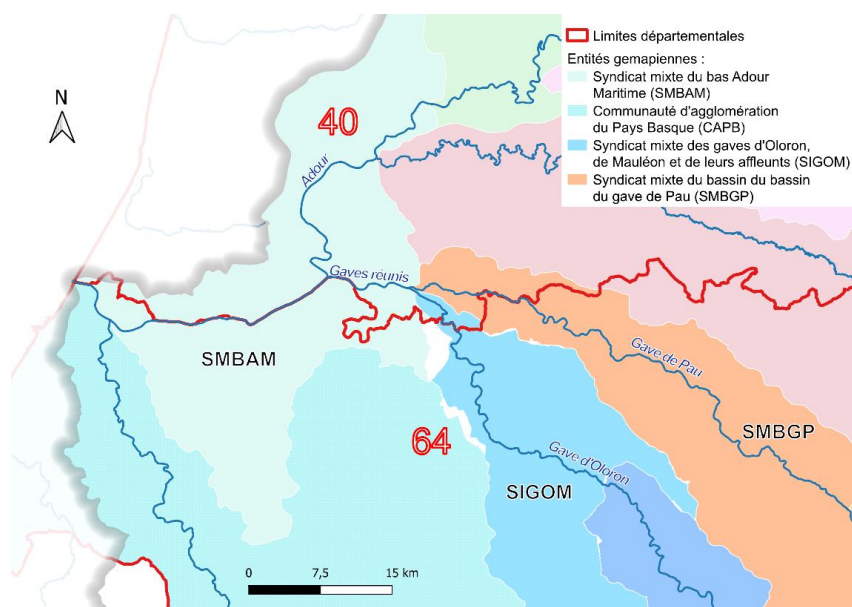 Limites départementales
Entités gemapiennes :
Syndicat mixte du bas Adour
Maritime (SMBAM)
Communauté d'agglomération
du Pays Basque (CAPB)
Syndicat mixte des gaves d'Oloron,
de Mauléon et de leurs affleunts (SIGOM)
Syndicat mixte du bassin du bassin
du gave de Pau (SMBGP)
N
40
Adour
Gaves réunis
SMBAM
Gave de Pau
64
SMBGP
Gave d'Oloron
SIGOM
0 7,5 15 km